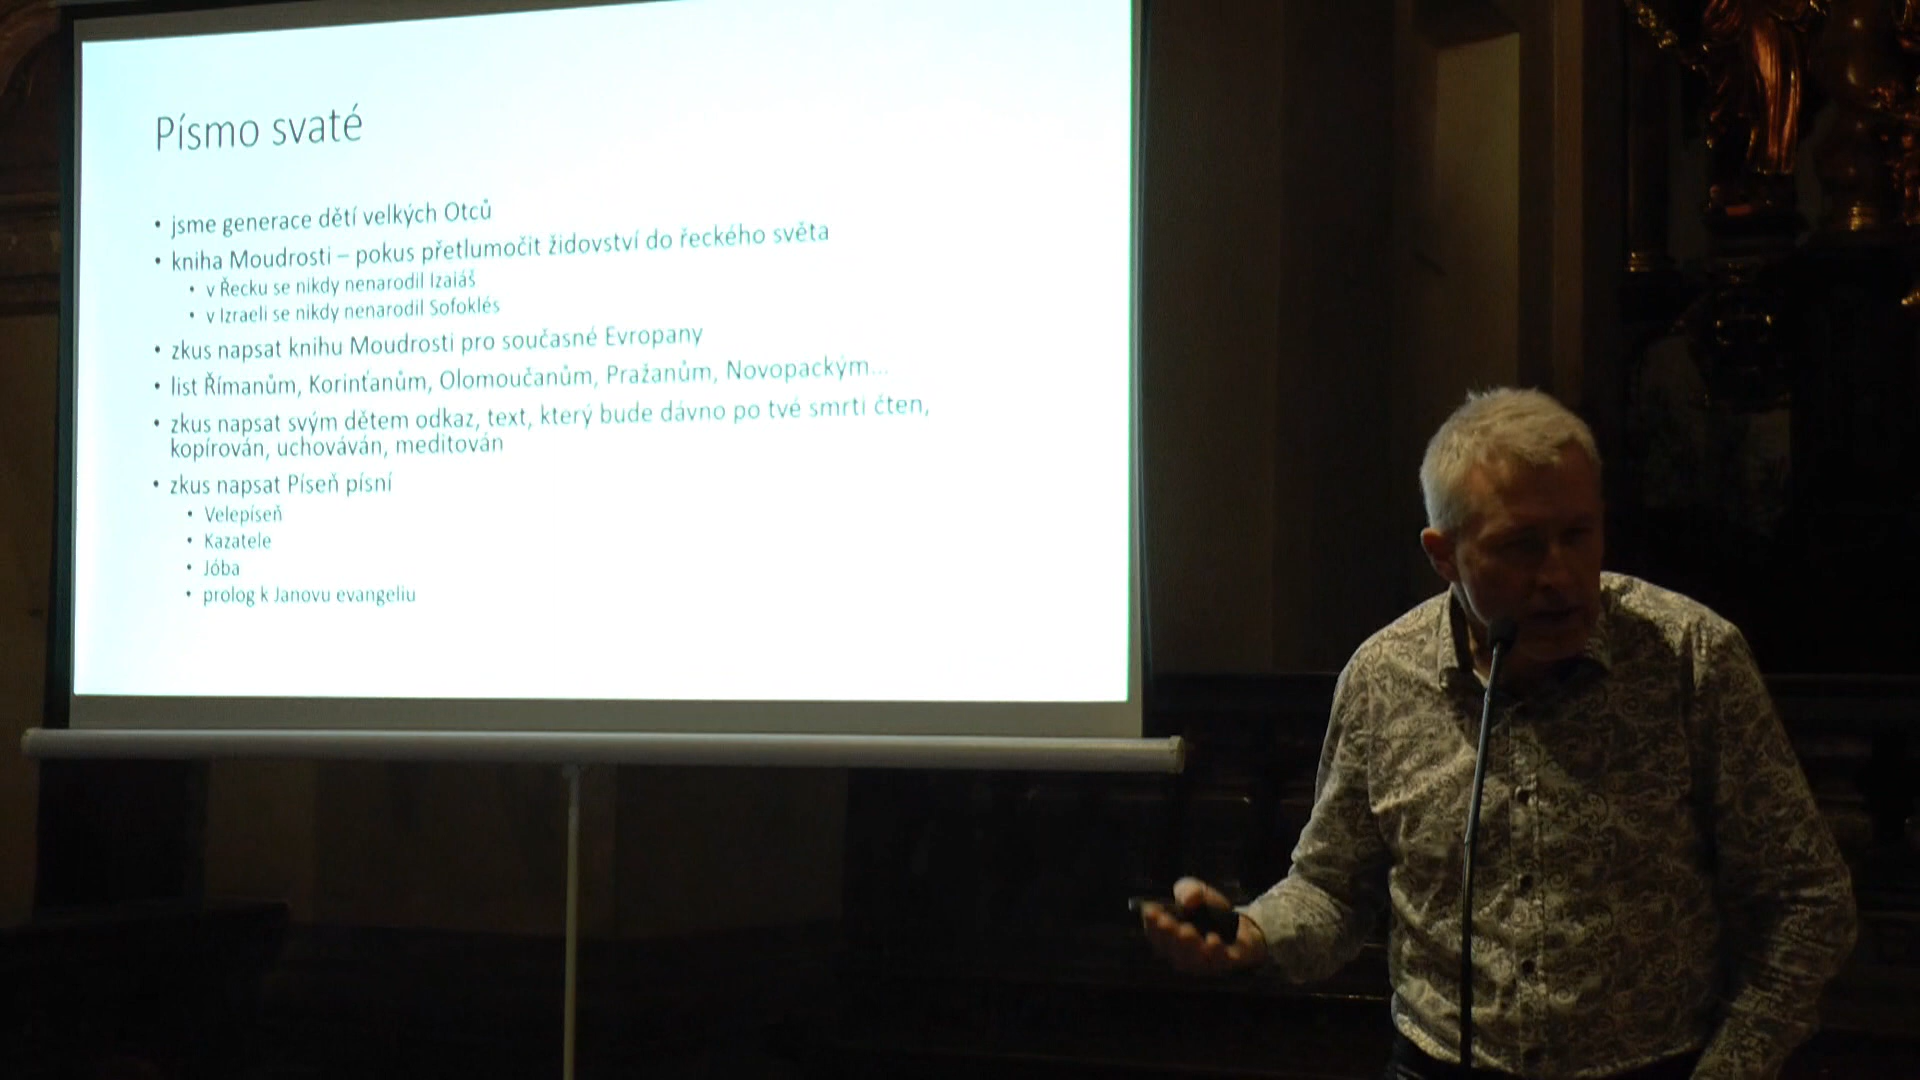 Písmo svaté
• jsme generace dětí velkých Otců
• kniha Moudrosti – pokus přetlumočit židovství do řeckého světa
• v Řecku se nikdy nenarodil Izaiáš
• v Izraeli se nikdy nenarodil Sofoklés
• zkus napsat knihu Moudrosti pro současné Evropany
• list Římanům, Korinťanům, Olomoučanům, Pražanům, Novopackým...
• zkus napsat svým dětem odkaz, text, který bude dávno po tvé smrti čten,
kopírován, uchováván, meditován
• zkus napsat Píseň písní
• Velepíseň
• Kazatele
• Jóba
• prolog k Janovu evangeliu